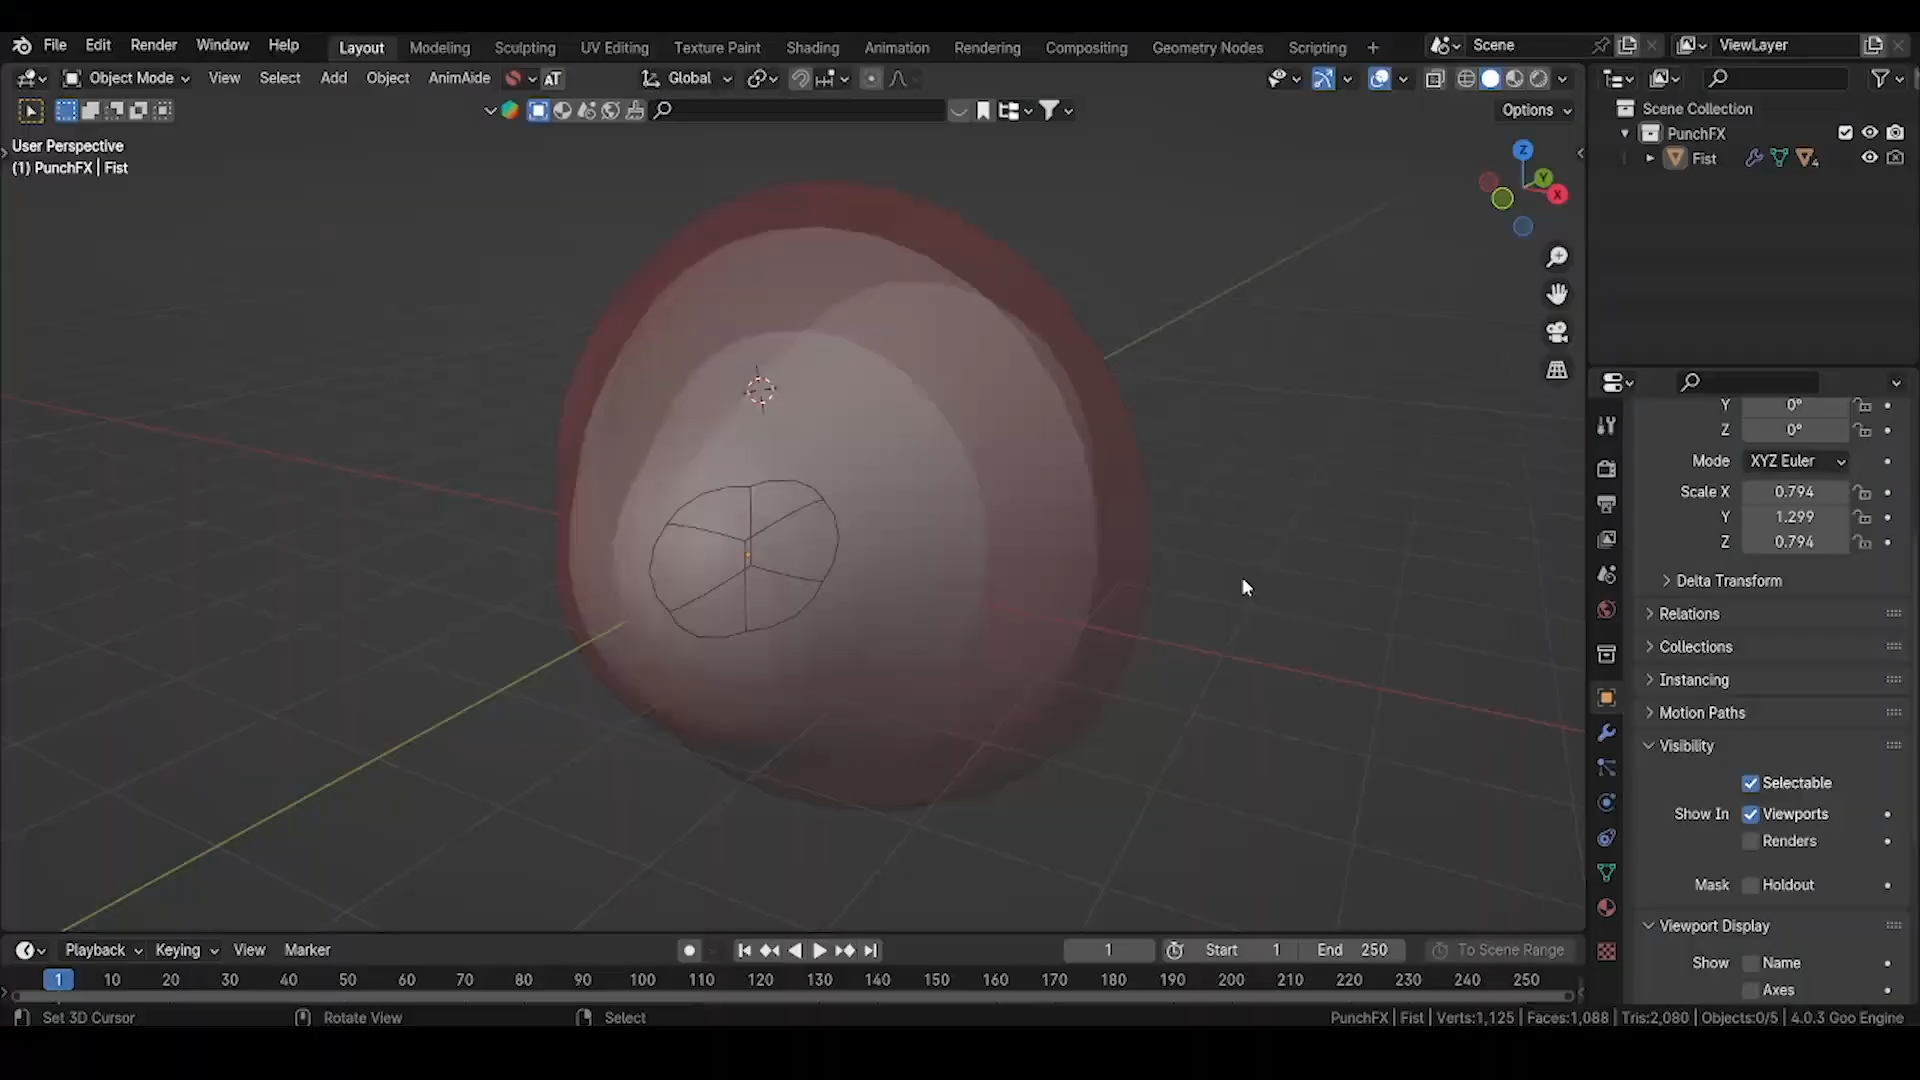 File Edit Render Window Help Layout Modeling Sculpting UV Editing Texture Paint Shading Animation Rendering Compositing Geometry Nodes Scripting + Scene ViewLayer
Object Mode View Select Add Object AnimAide AT Global
Options
User Perspective
(1) PunchFX | Fist
Z
Y
X
Scene Collection
PunchFX
Fist 4
Y 0°
Z 0°
Mode XYZ Euler
Scale X 0.794
Y 1.299
Z 0.794
Delta Transform
Relations
Collections
Instancing
Motion Paths
Visibility
Selectable
Show In Viewports
Renders
Mask Holdout
Viewport Display
Show Name
Axes
Playback Keying View Marker 1 Start 1 End 250 To Scene Range
1 10 20 30 40 50 60 70 80 90 100 110 120 130 140 150 160 170 180 190 200 210 220 230 240 250
Set 3D Cursor Rotate View Select PunchFX | Fist | Verts:1,125 | Faces:1,088 | Tris:2,080 | Objects:0/5 | 4.0.3 Goo Engine